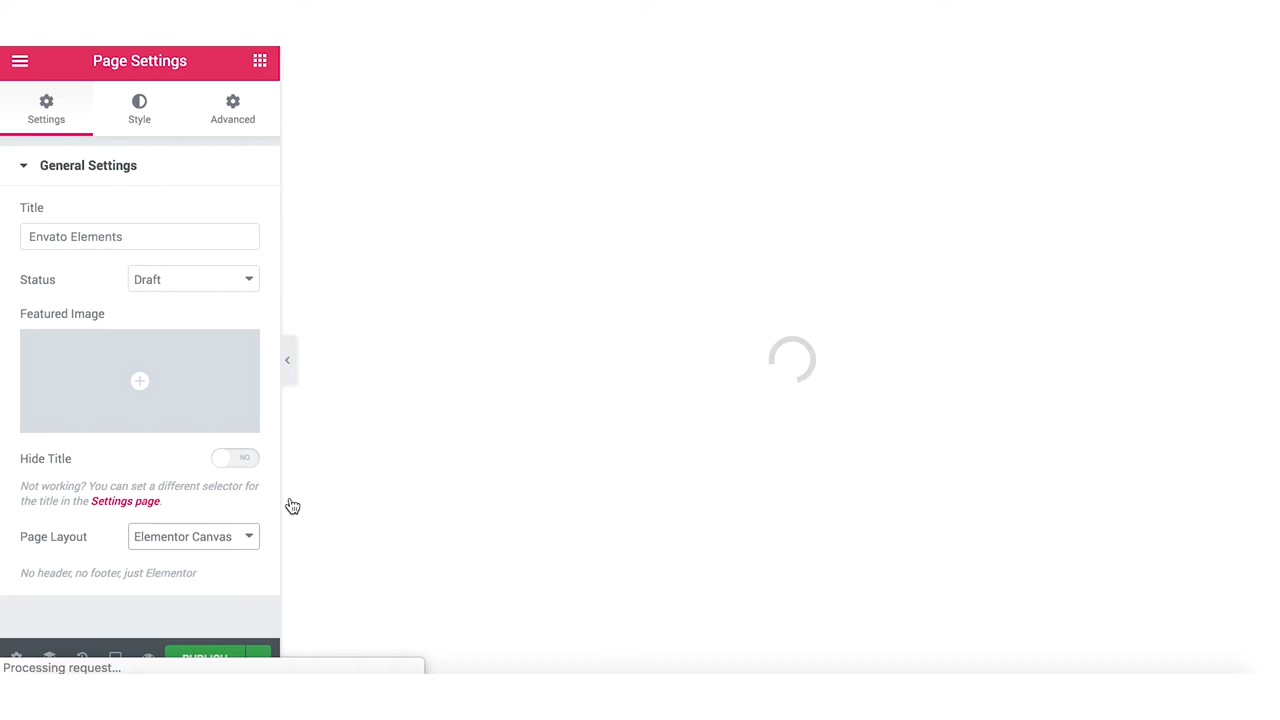 Page Settings
Settings
Style
Advanced
General Settings
Title
Envato Elements
Status
Draft
Featured Image
Hide Title
NO
Not working? You can set a different selector for
the title in the Settings page.
Page Layout
Elementor Canvas
No header, no footer, just Elementor
PUBLISH
Processing request...